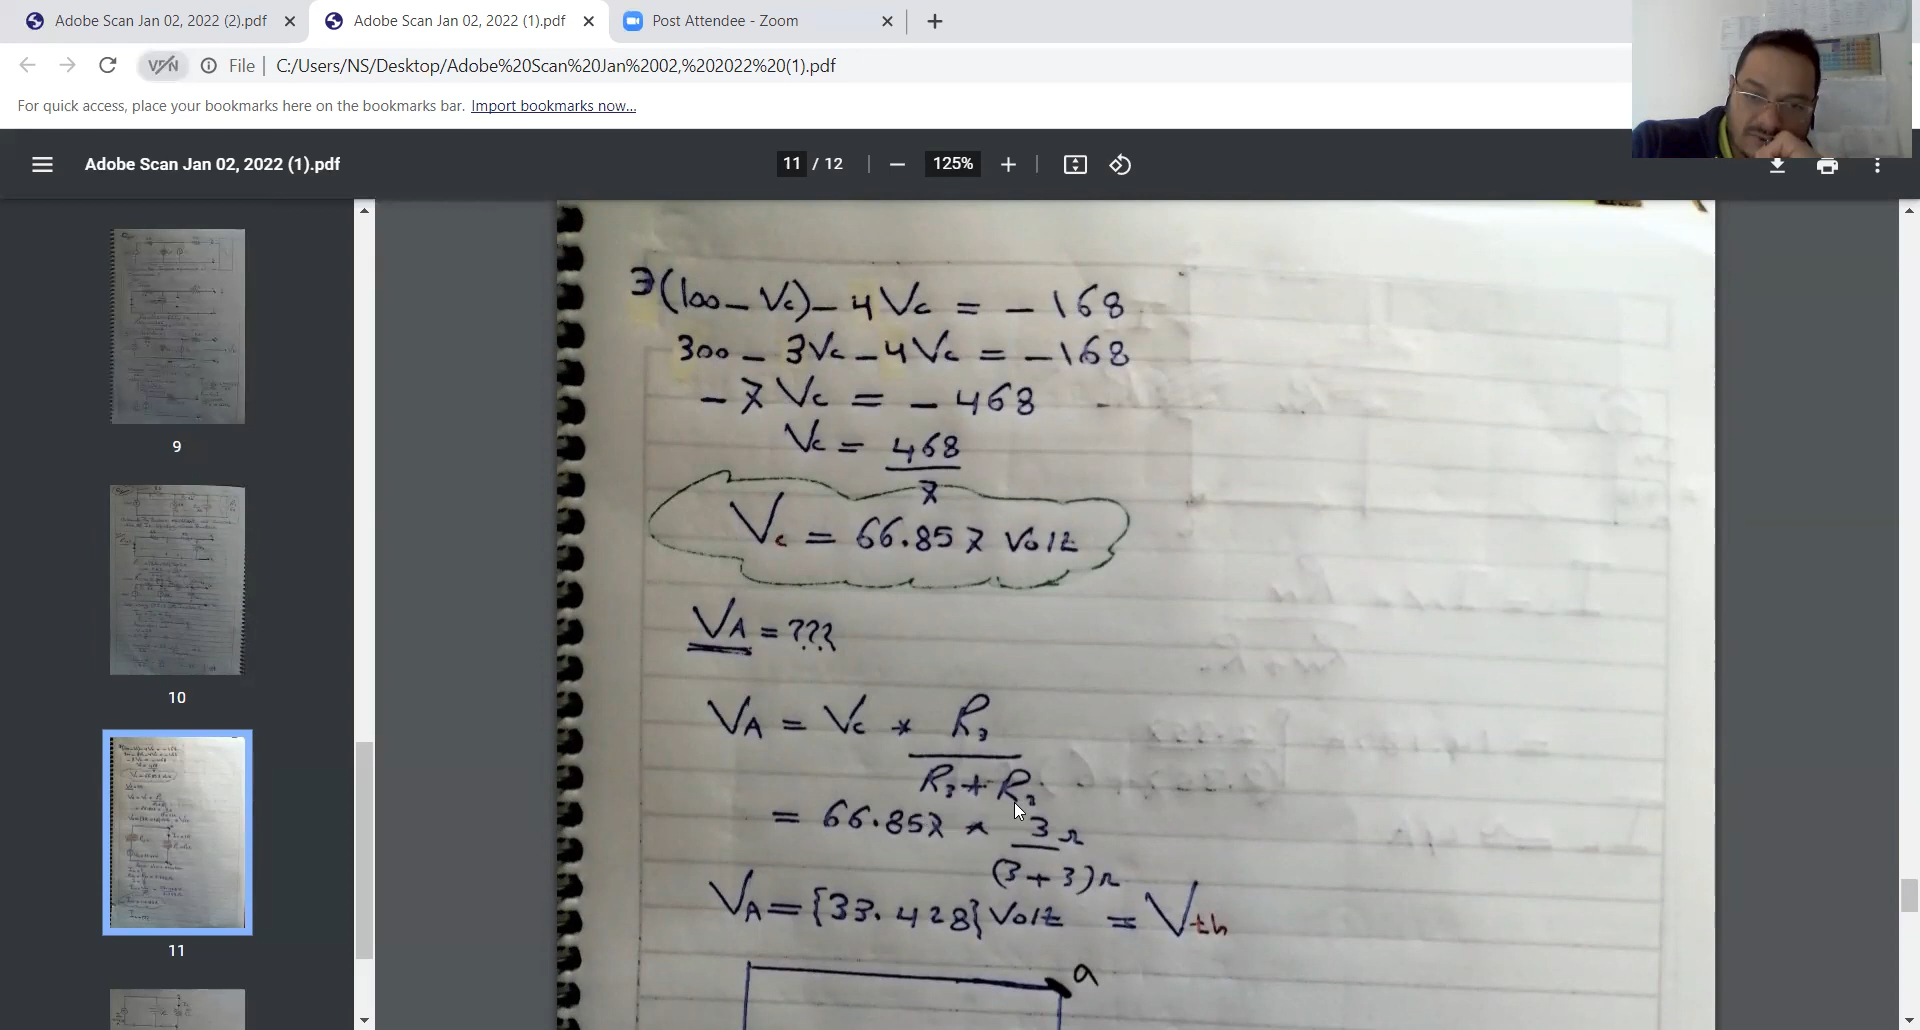 Adobe Scan Jan 02, 2022 (2).pdf
Adobe Scan Jan 02, 2022 (1).pdf
Post Attendee - Zoom
VPN
File
C:/Users/NS/Desktop/Adobe%20Scan%20Jan%2002,%202022%20(1).pdf
For quick access, place your bookmarks here on the bookmarks bar. Import bookmarks now...
Adobe Scan Jan 02, 2022 (1).pdf
11 / 12
125%
9
10
11
3(100 - Vc) - 4Vc = - 168
300 - 3Vc - 4Vc = - 168
- 7 Vc = - 468
Vc = 468
7
Vc = 66.857 Volt
VA = ???
VA = Vc * R3
R3 + R2
= 66.857 * 3Ω
(3+3)Ω
VA = {33.428} Volt = Vth
a